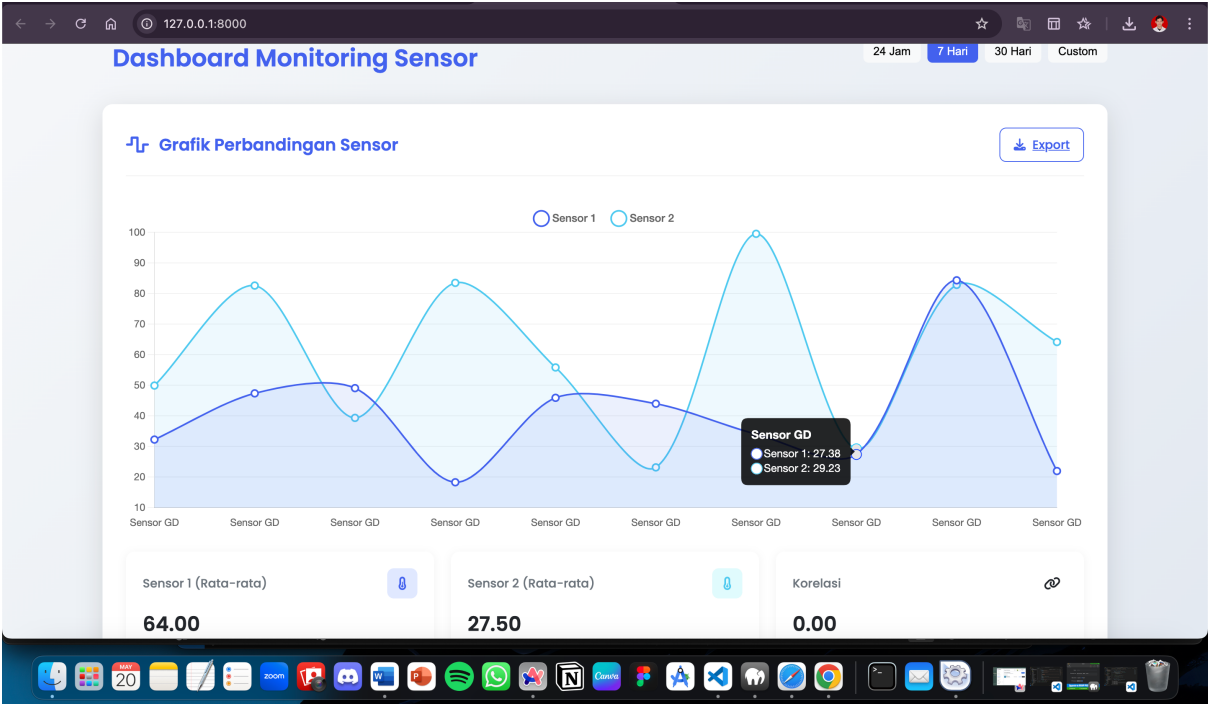 127.0.0.1:8000
Dashboard Monitoring Sensor
24 Jam 7 Hari 30 Hari Custom
Grafik Perbandingan Sensor
Export
Sensor 1 Sensor 2
100
90
80
70
60
50
40
30
20
10
Sensor GD
Sensor 1: 27.38
Sensor 2: 29.23
Sensor GD Sensor GD Sensor GD Sensor GD Sensor GD Sensor GD Sensor GD Sensor GD Sensor GD Sensor GD
Sensor 1 (Rata-rata)
64.00
Sensor 2 (Rata-rata)
27.50
Korelasi
0.00
MAY
20
zoom
W
P
N
Canva